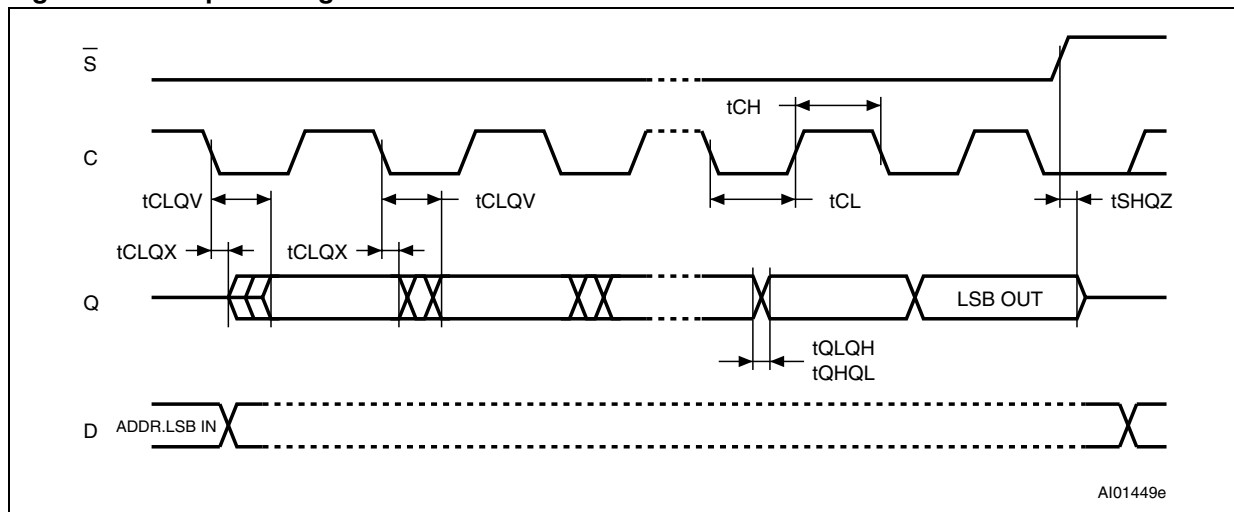 S
tCH
C
tCLQV
tCLQV
tCL
tSHQZ
tCLQX
tCLQX
Q
LSB OUT
tQLQH
tQHQL
D
ADDR.LSB IN
AI01449e